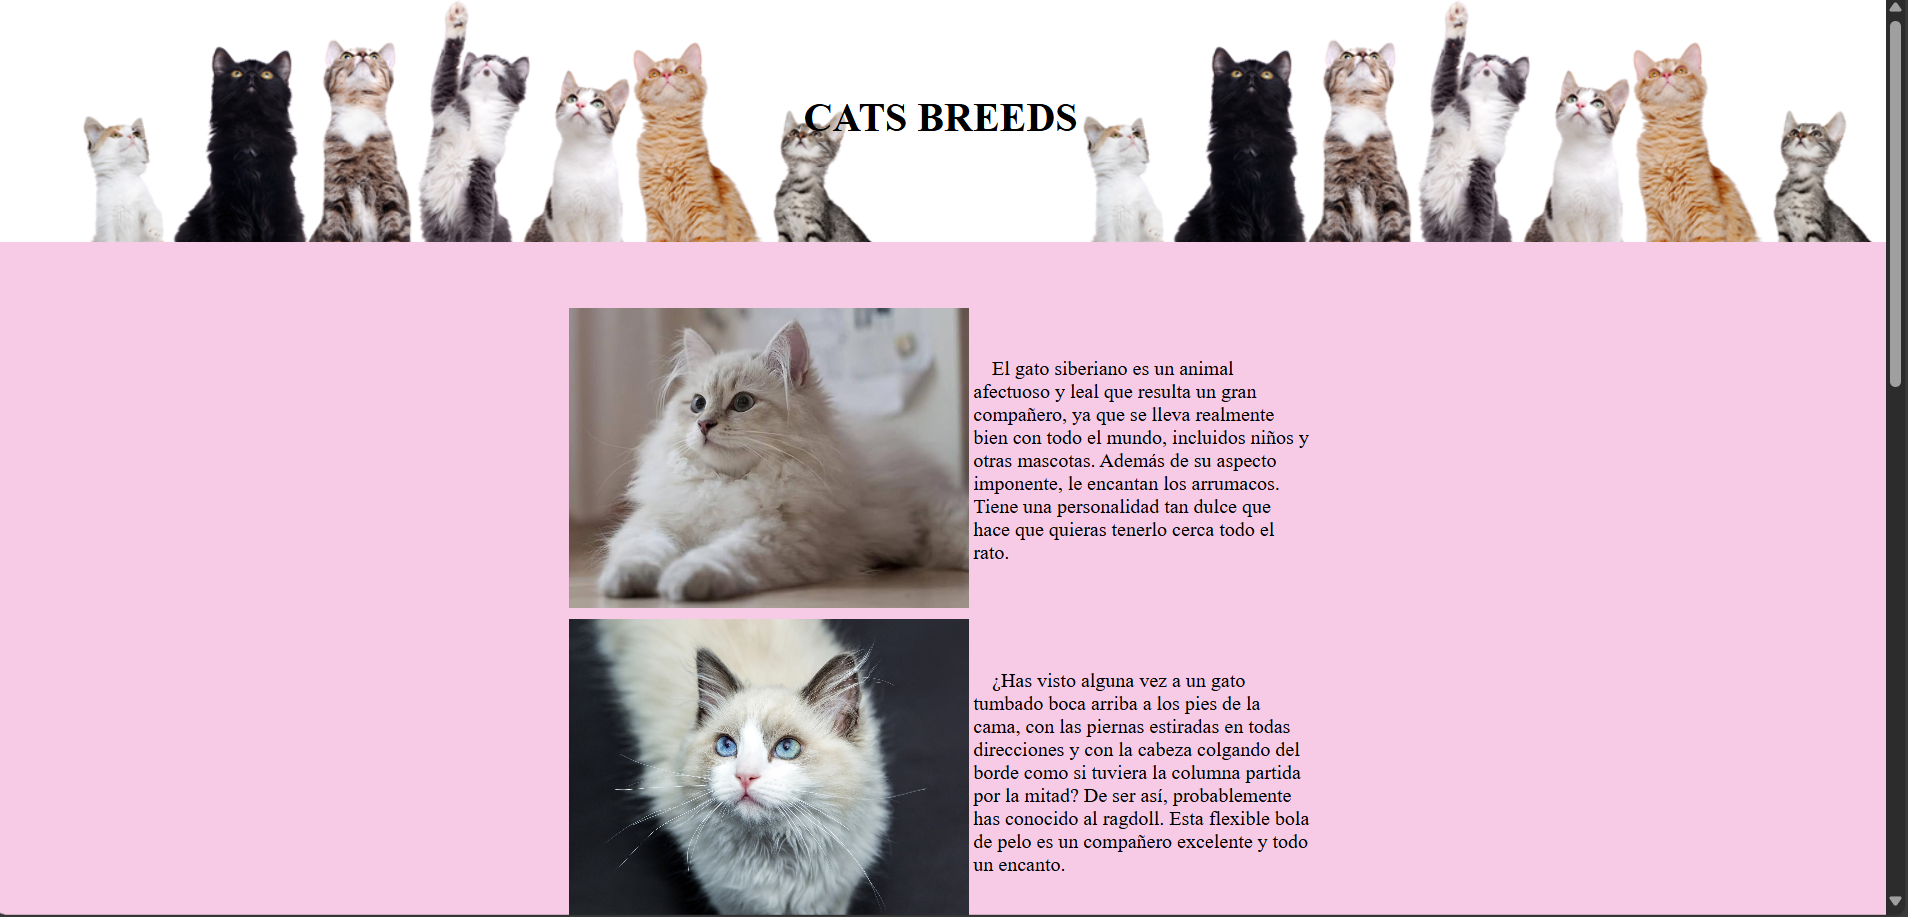 CATS BREEDS
El gato siberiano es un animal
afectuoso y leal que resulta un gran
compañero, ya que se lleva realmente
bien con todo el mundo, incluidos niños y
otras mascotas. Además de su aspecto
imponente, le encantan los arrumacos.
Tiene una personalidad tan dulce que
hace que quieras tenerlo cerca todo el
rato.
¿Has visto alguna vez a un gato
tumbado boca arriba a los pies de la
cama, con las piernas estiradas en todas
direcciones y con la cabeza colgando del
borde como si tuviera la columna partida
por la mitad? De ser así, probablemente
has conocido al ragdoll. Esta flexible bola
de pelo es un compañero excelente y todo
un encanto.